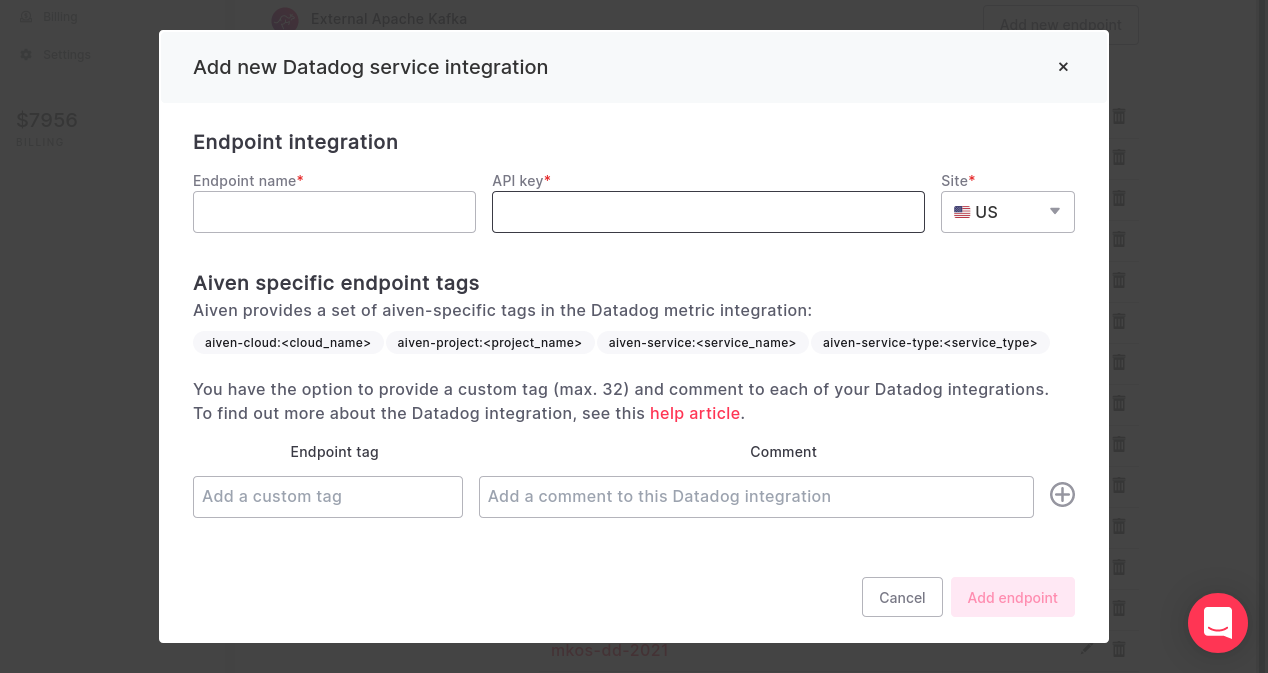 Billing
External Apache Kafka
Add new endpoint
Settings
$7956
BILLING
Add new Datadog service integration
Endpoint integration
Endpoint name* API key* Site*
US
Aiven specific endpoint tags
Aiven provides a set of aiven-specific tags in the Datadog metric integration:
aiven-cloud:<cloud_name> aiven-project:<project_name> aiven-service:<service_name> aiven-service-type:<service_type>
You have the option to provide a custom tag (max. 32) and comment to each of your Datadog integrations.
To find out more about the Datadog integration, see this help article.
Endpoint tag Comment
Add a custom tag Add a comment to this Datadog integration
Cancel Add endpoint
mkos-dd-2021